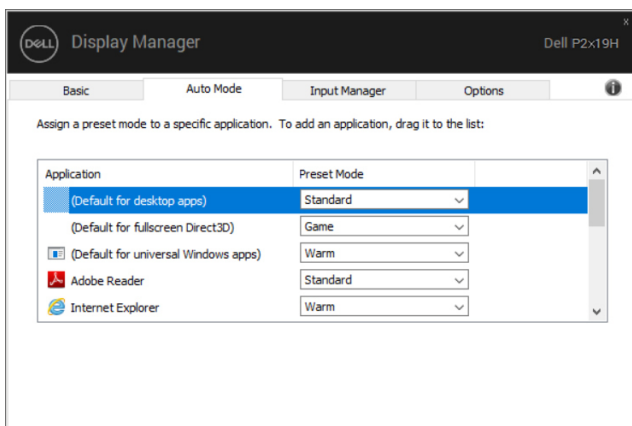 x
DELL Display Manager Dell P2x19H
Basic Auto Mode Input Manager Options
Assign a preset mode to a specific application. To add an application, drag it to the list:
Application Preset Mode
(Default for desktop apps) Standard
(Default for fullscreen Direct3D) Game
(Default for universal Windows apps) Warm
Adobe Reader Standard
Internet Explorer Warm